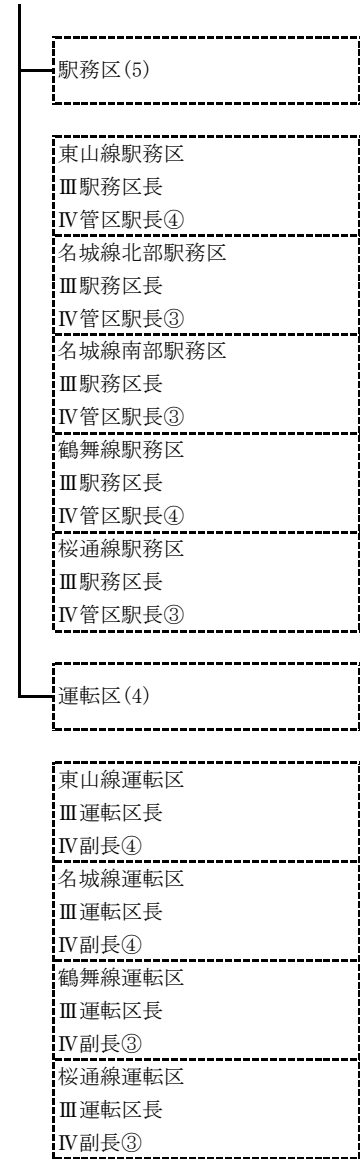 駅務区(5)
東山線駅務区
Ⅲ駅務区長
Ⅳ管区駅長④
名城線北部駅務区
Ⅲ駅務区長
Ⅳ管区駅長③
名城線南部駅務区
Ⅲ駅務区長
Ⅳ管区駅長③
鶴舞線駅務区
Ⅲ駅務区長
Ⅳ管区駅長④
桜通線駅務区
Ⅲ駅務区長
Ⅳ管区駅長③
運転区(4)
東山線運転区
Ⅲ運転区長
Ⅳ副長④
名城線運転区
Ⅲ運転区長
Ⅳ副長④
鶴舞線運転区
Ⅲ運転区長
Ⅳ副長③
桜通線運転区
Ⅲ運転区長
Ⅳ副長③